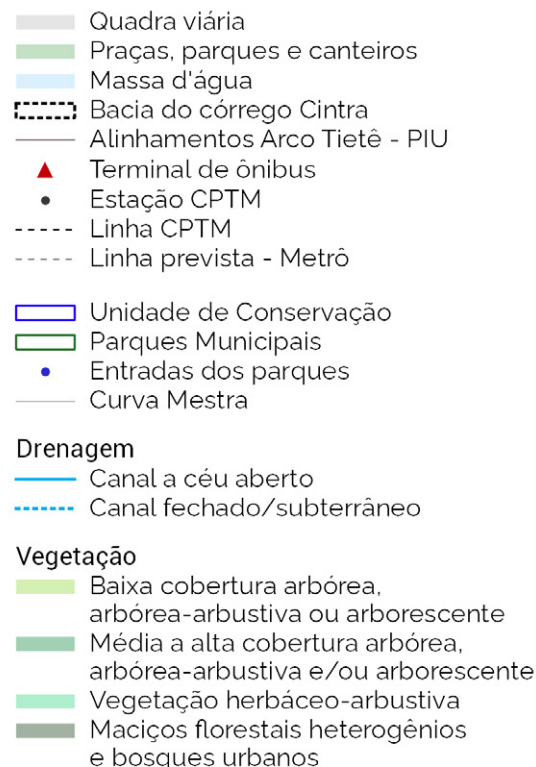 Quadra viária
Praças, parques e canteiros
Massa d'água
Bacia do córrego Cintra
Alinhamentos Arco Tietê - PIU
Terminal de ônibus
Estação CPTM
Linha CPTM
Linha prevista - Metrô
Unidade de Conservação
Parques Municipais
Entradas dos parques
Curva Mestra
Drenagem
Canal a céu aberto
Canal fechado/subterrâneo
Vegetação
Baixa cobertura arbórea,
arbórea-arbustiva ou arborescente
Média a alta cobertura arbórea,
arbórea-arbustiva e/ou arborescente
Vegetação herbáceo-arbustiva
Maciços florestais heterogênios
e bosques urbanos